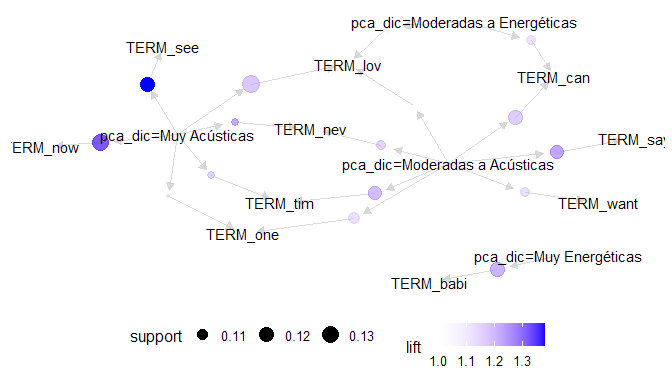 pca_dic=Moderadas a Energéticas
TERM_see
TERM_lov
TERM_can
TERM_nev
pca_dic=Muy Acústicas
TERM_now
TERM_say
pca_dic=Moderadas a Acústicas
TERM_tim
TERM_want
TERM_one
pca_dic=Muy Energéticas
TERM_babi
support
0.11
0.12
0.13
lift
1.0 1.1 1.2 1.3